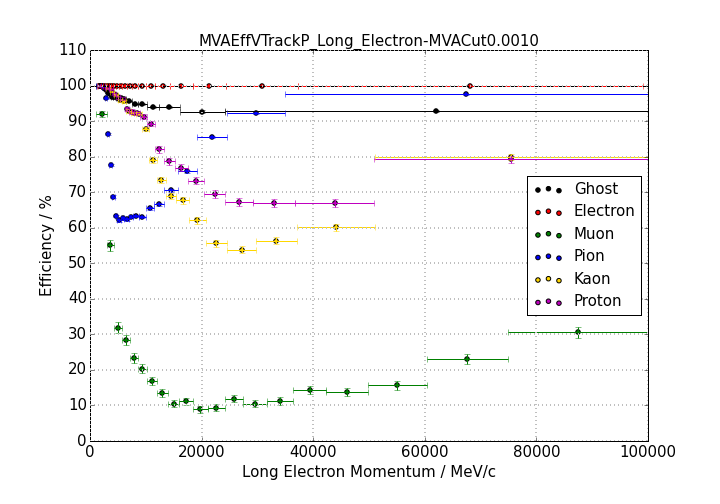 MVAEffVTrackP_Long_Electron-MVACut0.0010
110
100
90
80
70
60
50
40
30
20
10
0
Efficiency / %
Ghost
Electron
Muon
Pion
Kaon
Proton
0 20000 40000 60000 80000 100000
Long Electron Momentum / MeV/c